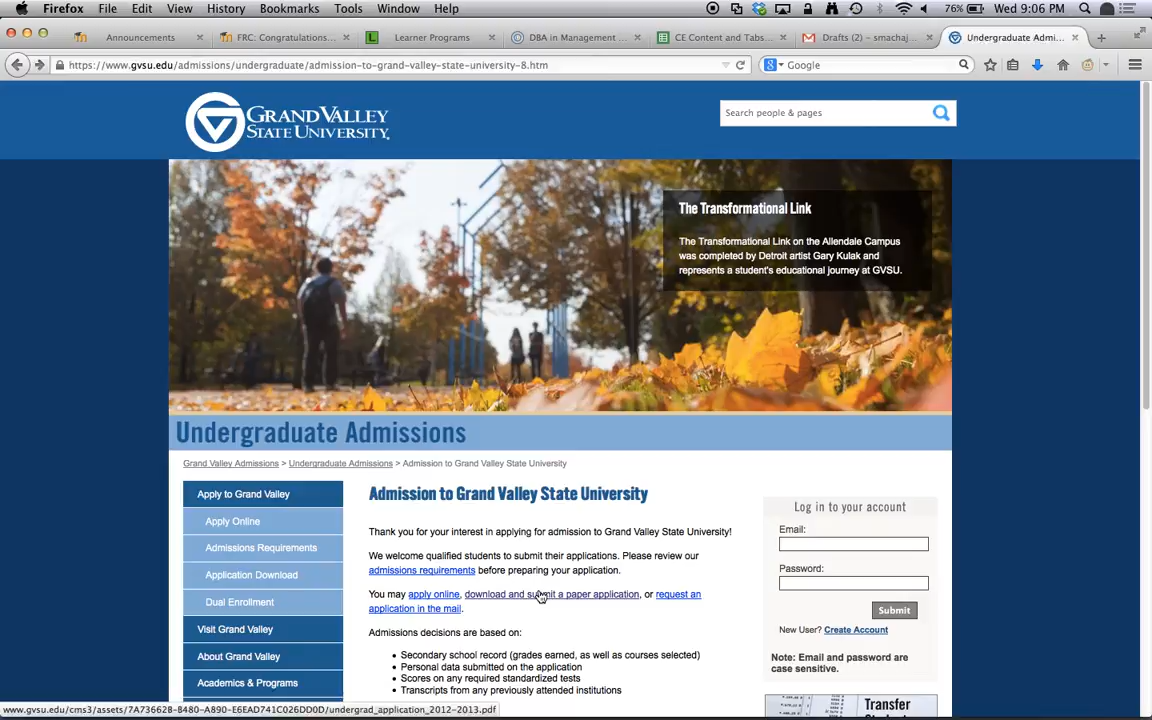 Firefox File Edit View History Bookmarks Tools Window Help 76% Wed 9:06 PM
Announcements FRC: Congratulations... Learner Programs DBA in Management ... CE Content and Tabs... Drafts (2) – smachaj... Undergraduate Admi...
https://www.gvsu.edu/admissions/undergraduate/admission-to-grand-valley-state-university-8.htm Google
GRAND VALLEY
STATE UNIVERSITY
Search people & pages
The Transformational Link
The Transformational Link on the Allendale Campus
was completed by Detroit artist Gary Kulak and
represents a student's educational journey at GVSU.
Undergraduate Admissions
Grand Valley Admissions > Undergraduate Admissions > Admission to Grand Valley State University
Apply to Grand Valley
Apply Online
Admissions Requirements
Application Download
Dual Enrollment
Visit Grand Valley
About Grand Valley
Academics & Programs
Admission to Grand Valley State University
Thank you for your interest in applying for admission to Grand Valley State University!
We welcome qualified students to submit their applications. Please review our
admissions requirements before preparing your application.
You may apply online, download and submit a paper application, or request an
application in the mail.
Admissions decisions are based on:
• Secondary school record (grades earned, as well as courses selected)
• Personal data submitted on the application
• Scores on any required standardized tests
• Transcripts from any previously attended institutions
Log in to your account
Email:
Password:
Submit
New User? Create Account
Note: Email and password are
case sensitive.
Transfer
www.gvsu.edu/cms3/assets/7A73662B-B480-A890-E6EAD741C026DD0D/undergrad_application_2012-2013.pdf